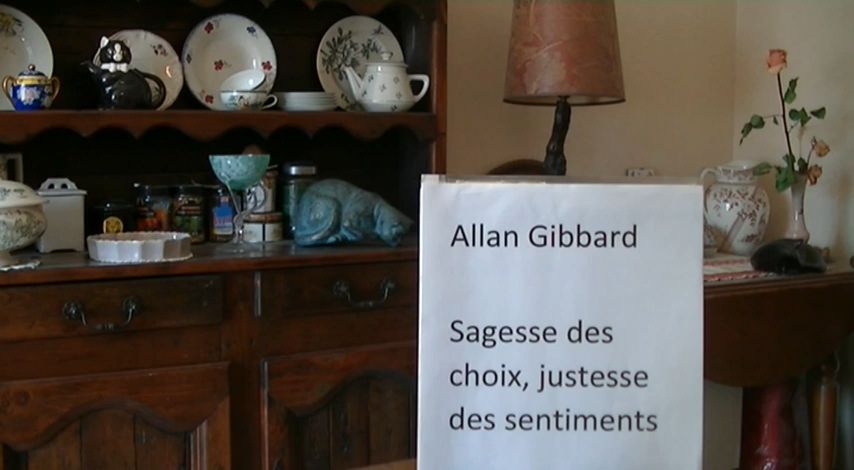 Allan Gibbard
Sagesse des
choix, justesse
des sentiments